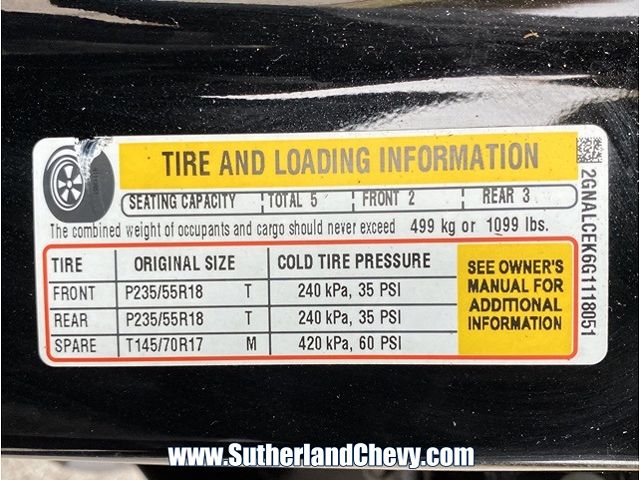 TIRE AND LOADING INFORMATION
SEATING CAPACITY TOTAL 5 FRONT 2 REAR 3
The combined weight of occupants and cargo should never exceed 499 kg or 1099 lbs.
TIRE ORIGINAL SIZE COLD TIRE PRESSURE
FRONT P235/55R18 T 240 kPa, 35 PSI
REAR P235/55R18 T 240 kPa, 35 PSI
SPARE T145/70R17 M 420 kPa, 60 PSI
SEE OWNER'S
MANUAL FOR
ADDITIONAL
INFORMATION
2GNALCEK6G1118051
www.SutherlandChevy.com